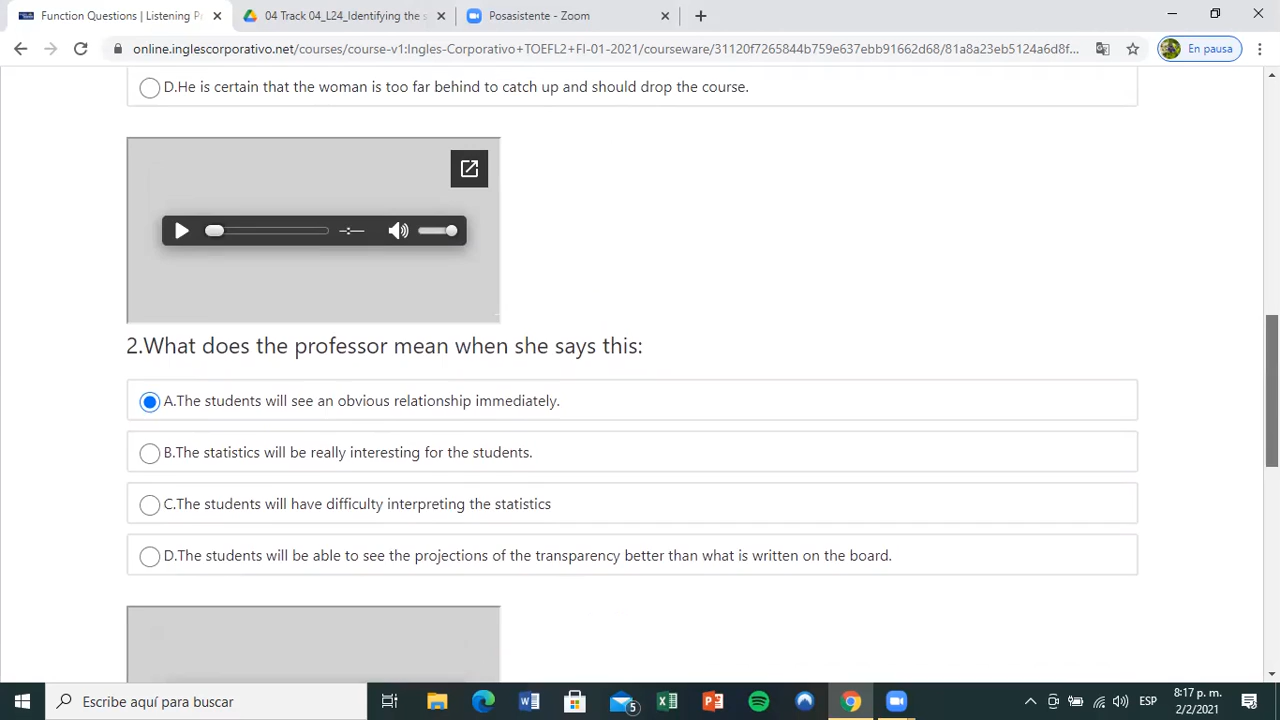 Function Questions | Listening P
04 Track 04_L24_Identifying the s
Posasistente - Zoom
online.inglescorporativo.net/courses/course-v1:Ingles-Corporativo+TOEFL2+FI-01-2021/courseware/31120f7265844b759e637ebb91662d68/81a8a23eb5124a6d8f...
En pausa
D.He is certain that the woman is too far behind to catch up and should drop the course.
2.What does the professor mean when she says this:
A.The students will see an obvious relationship immediately.
B.The statistics will be really interesting for the students.
C.The students will have difficulty interpreting the statistics
D.The students will be able to see the projections of the transparency better than what is written on the board.
Escribe aquí para buscar
5
ESP
8:17 p. m.
2/2/2021